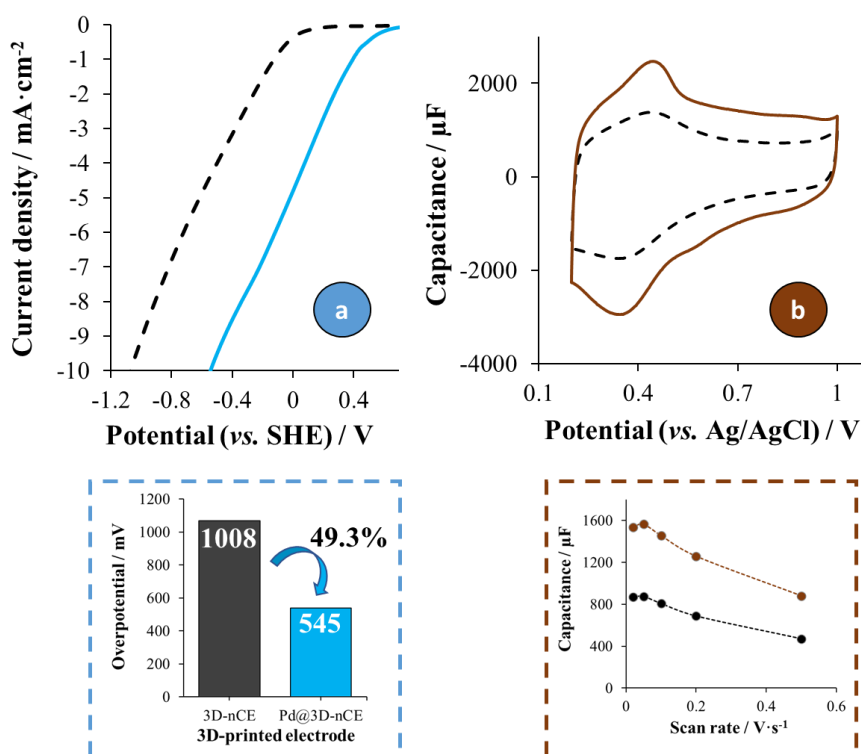 Current density / mA·cm-2
0
-1
-2
-3
-4
-5
-6
-7
-8
-9
-10
-1.2 -0.8 -0.4 0 0.4
Potential (vs. SHE) / V
a
Capacitance / µF
2000
0
-2000
-4000
0.1 0.4 0.7 1
Potential (vs. Ag/AgCl) / V
b
Overpotential / mV
1200
1000
800
600
400
200
0
1008
49.3%
545
3D-nCE Pd@3D-nCE
3D-printed electrode
Capacitance / µF
1600
1200
800
400
0 0.2 0.4 0.6
Scan rate / V·s-1